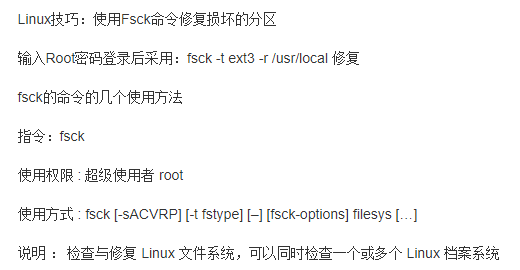 Linux技巧：使用Fsck命令修复损坏的分区
输入Root密码登录后采用：fsck -t ext3 -r /usr/local 修复
fsck的命令的几个使用方法
指令：fsck
使用权限 : 超级使用者 root
使用方式 : fsck [-sACVRP] [-t fstype] [–] [fsck-options] filesys […]
说明 ： 检查与修复 Linux 文件系统，可以同时检查一个或多个 Linux 档案系统